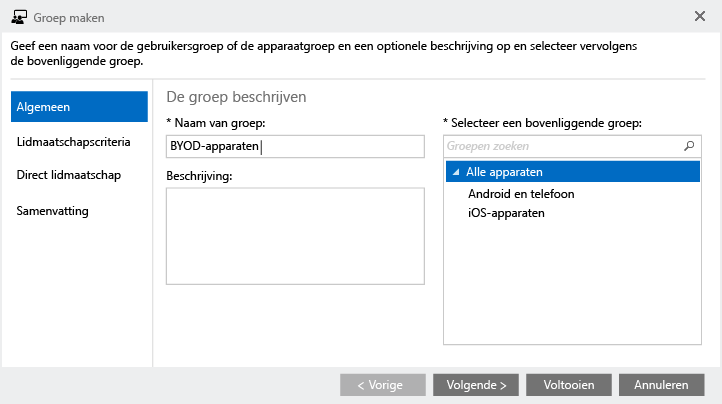 Groep maken
Geef een naam voor de gebruikersgroep of de apparaatgroep en een optionele beschrijving op en selecteer vervolgens
de bovenliggende groep.
Algemeen
Lidmaatschapscriteria
Direct lidmaatschap
Samenvatting
De groep beschrijven
* Naam van groep:
BYOD-apparaten
Beschrijving:
* Selecteer een bovenliggende groep:
Groepen zoeken
Alle apparaten
Android en telefoon
iOS-apparaten
< Vorige
Volgende >
Voltooien
Annuleren